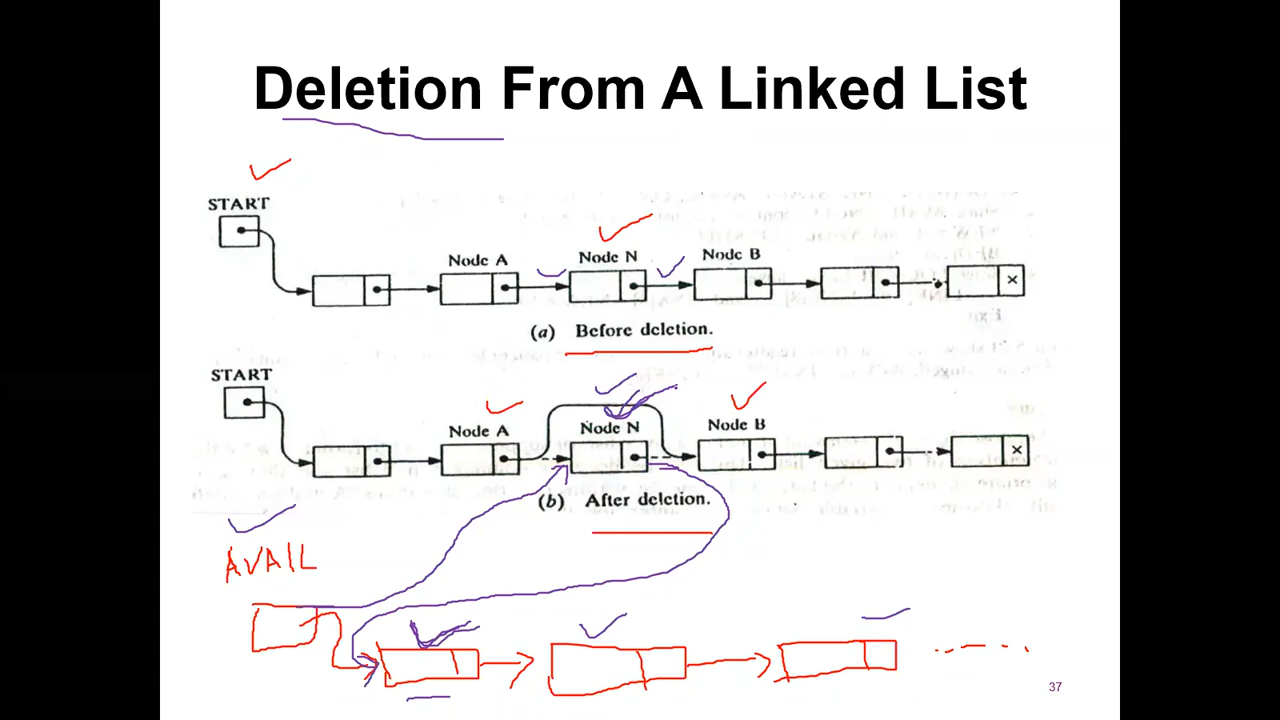 Deletion From A Linked List
START
Node A Node N Node B
×
(a) Before deletion.
START
Node A Node N Node B
×
(b) After deletion.
AVAIL
37